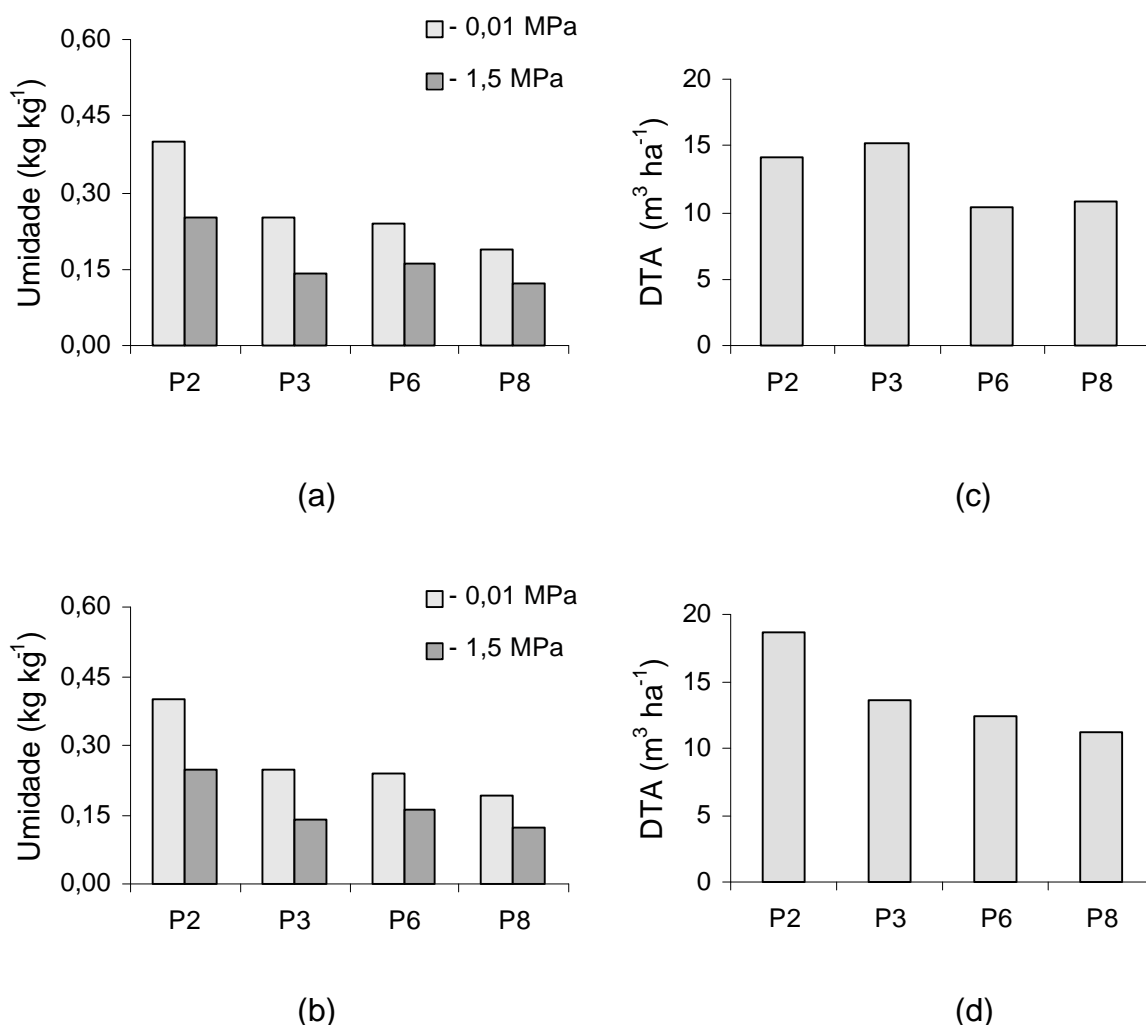 Umidade (kg kg-1)
0,60
0,45
0,30
0,15
0,00
- 0,01 MPa
- 1,5 MPa
P2 P3 P6 P8
(a)
DTA (m3 ha-1)
20
15
10
5
0
P2 P3 P6 P8
(c)
Umidade (kg kg-1)
0,60
0,45
0,30
0,15
0,00
- 0,01 MPa
- 1,5 MPa
P2 P3 P6 P8
(b)
DTA (m3 ha-1)
20
15
10
5
0
P2 P3 P6 P8
(d)